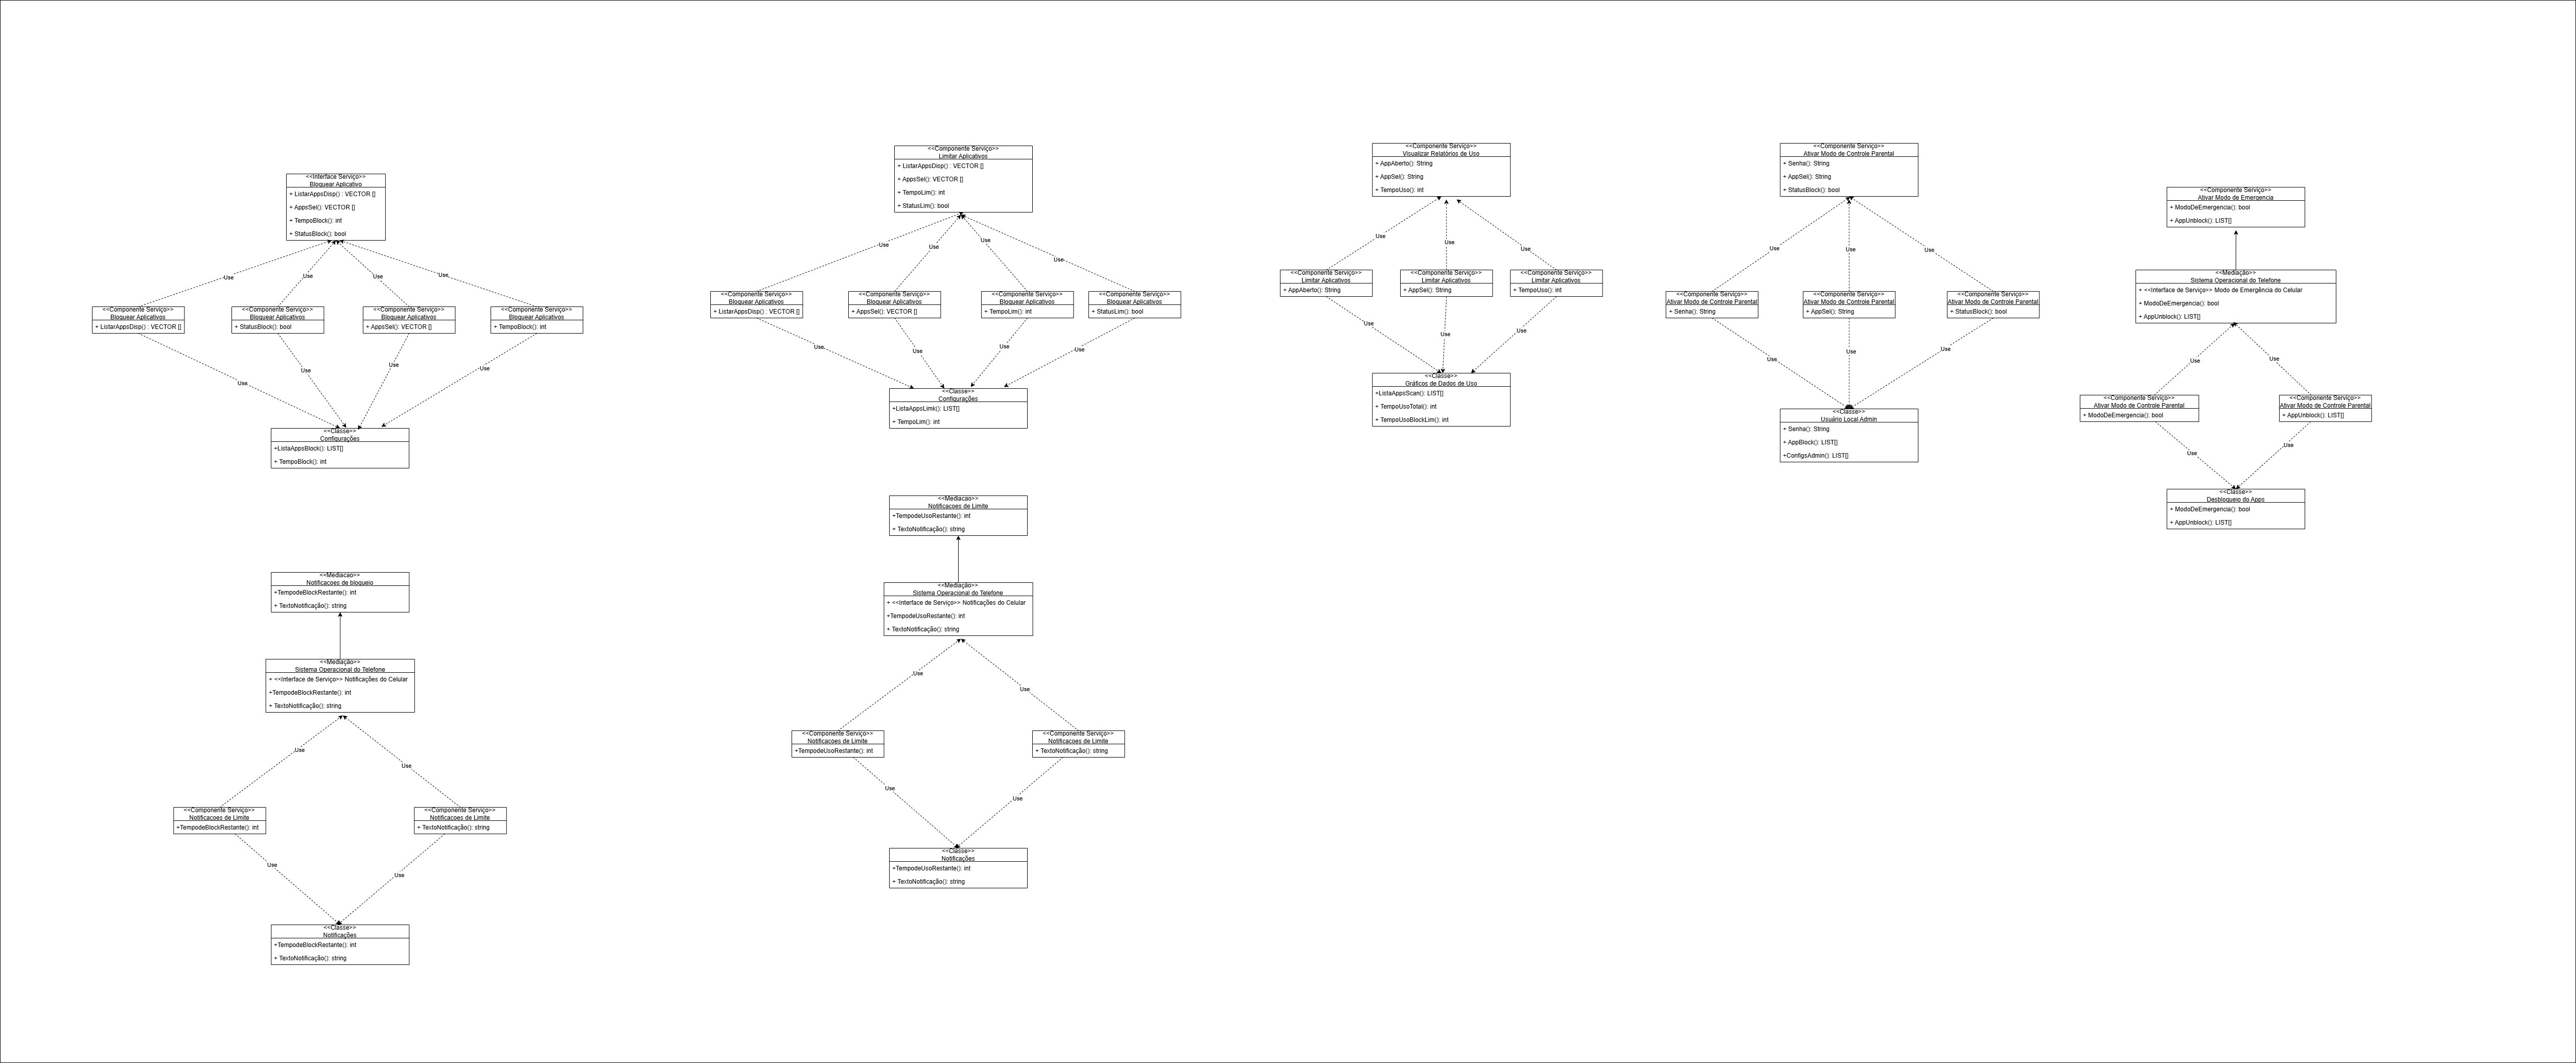 <<Interface Serviço>>
Bloquear Aplicativo
+ ListarAppsDisp() : VECTOR []
+ AppsSel(): VECTOR []
+ TempoBlock(): int
+ StatusBlock(): bool
Use
Use
Use
Use
<<Componente Serviço>>
Bloquear Aplicativos
+ ListarAppsDisp() : VECTOR []
<<Componente Serviço>>
Bloquear Aplicativos
+ StatusBlock(): bool
<<Componente Serviço>>
Bloquear Aplicativos
+ AppsSel(): VECTOR []
<<Componente Serviço>>
Bloquear Aplicativos
+ TempoBlock(): int
Use
Use
Use
Use
<<Classe>>
Configurações
+ListaAppsBlock(): LIST[]
+ TempoBlock(): int
<<Mediacao>>
Notificacoes de bloqueio
+TempodeBlockRestante(): int
+ TextoNotificação(): string
<<Mediação>>
Sistema Operacional do Telefone
+ <<Interface de Serviço>> Notificações do Celular
+TempodeBlockRestante(): int
+ TextoNotificação(): string
Use
Use
<<Componente Serviço>>
Notificacoes de Limite
+TempodeBlockRestante(): int
<<Componente Serviço>>
Notificacoes de Limite
+ TextoNotificação(): string
Use
Use
<<Classe>>
Notificações
+TempodeBlockRestante(): int
+ TextoNotificação(): string
<<Componente Serviço>>
Limitar Aplicativos
+ ListarAppsDisp() : VECTOR []
+ AppsSel(): VECTOR []
+ TempoLim(): int
+ StatusLim(): bool
Use
Use
Use
Use
<<Componente Serviço>>
Bloquear Aplicativos
+ ListarAppsDisp() : VECTOR []
<<Componente Serviço>>
Bloquear Aplicativos
+ AppsSel(): VECTOR []
<<Componente Serviço>>
Bloquear Aplicativos
+ TempoLim(): int
<<Componente Serviço>>
Bloquear Aplicativos
+ StatusLim(): bool
Use
Use
Use
Use
<<Classe>>
Configurações
+ListaAppsLimk(): LIST[]
+ TempoLim(): int
<<Mediacao>>
Notificacoes de Limite
+TempodeUsoRestante(): int
+ TextoNotificação(): string
<<Mediação>>
Sistema Operacional do Telefone
+ <<Interface de Serviço>> Notificações do Celular
+TempodeUsoRestante(): int
+ TextoNotificação(): string
Use
Use
<<Componente Serviço>>
Notificacoes de Limite
+TempodeUsoRestante(): int
<<Componente Serviço>>
Notificacoes de Limite
+ TextoNotificação(): string
Use
Use
<<Classe>>
Notificações
+TempodeUsoRestante(): int
+ TextoNotificação(): string
<<Componente Serviço>>
Visualizar Relatórios de Uso
+ AppAberto(): String
+ AppSel(): String
+ TempoUso(): int
Use
Use
Use
<<Componente Serviço>>
Limitar Aplicativos
+ AppAberto(): String
<<Componente Serviço>>
Limitar Aplicativos
+ AppSel(): String
<<Componente Serviço>>
Limitar Aplicativos
+ TempoUso(): int
Use
Use
Use
<<Classe>>
Gráficos de Dados de Uso
+ListaAppsScan(): LIST[]
+ TempoUsoTotal(): int
+ TempoUsoBlockLim(): int
<<Componente Serviço>>
Ativar Modo de Controle Parental
+ Senha(): String
+ AppSel(): String
+ StatusBlock(): bool
Use
Use
Use
<<Componente Serviço>>
Ativar Modo de Controle Parental
+ Senha(): String
<<Componente Serviço>>
Ativar Modo de Controle Parental
+ AppSel(): String
<<Componente Serviço>>
Ativar Modo de Controle Parental
+ StatusBlock(): bool
Use
Use
Use
<<Classe>>
Usuário Local Admin
+ Senha(): String
+ AppBlock(): LIST[]
+ConfigsAdmin(): LIST[]
<<Componente Serviço>>
Ativar Modo de Emergencia
+ ModoDeEmergencia(): bool
+ AppUnblock(): LIST[]
<<Mediação>>
Sistema Operacional do Telefone
+ <<Interface de Serviço>> Modo de Emergência do Celular
+ ModoDeEmergencia(): bool
+ AppUnblock(): LIST[]
Use
Use
<<Componente Serviço>>
Ativar Modo de Controle Parental
+ ModoDeEmergencia(): bool
<<Componente Serviço>>
Ativar Modo de Controle Parental
+ AppUnblock(): LIST[]
Use
Use
<<Classe>>
Desbloqueio do Apps
+ ModoDeEmergencia(): bool
+ AppUnblock(): LIST[]